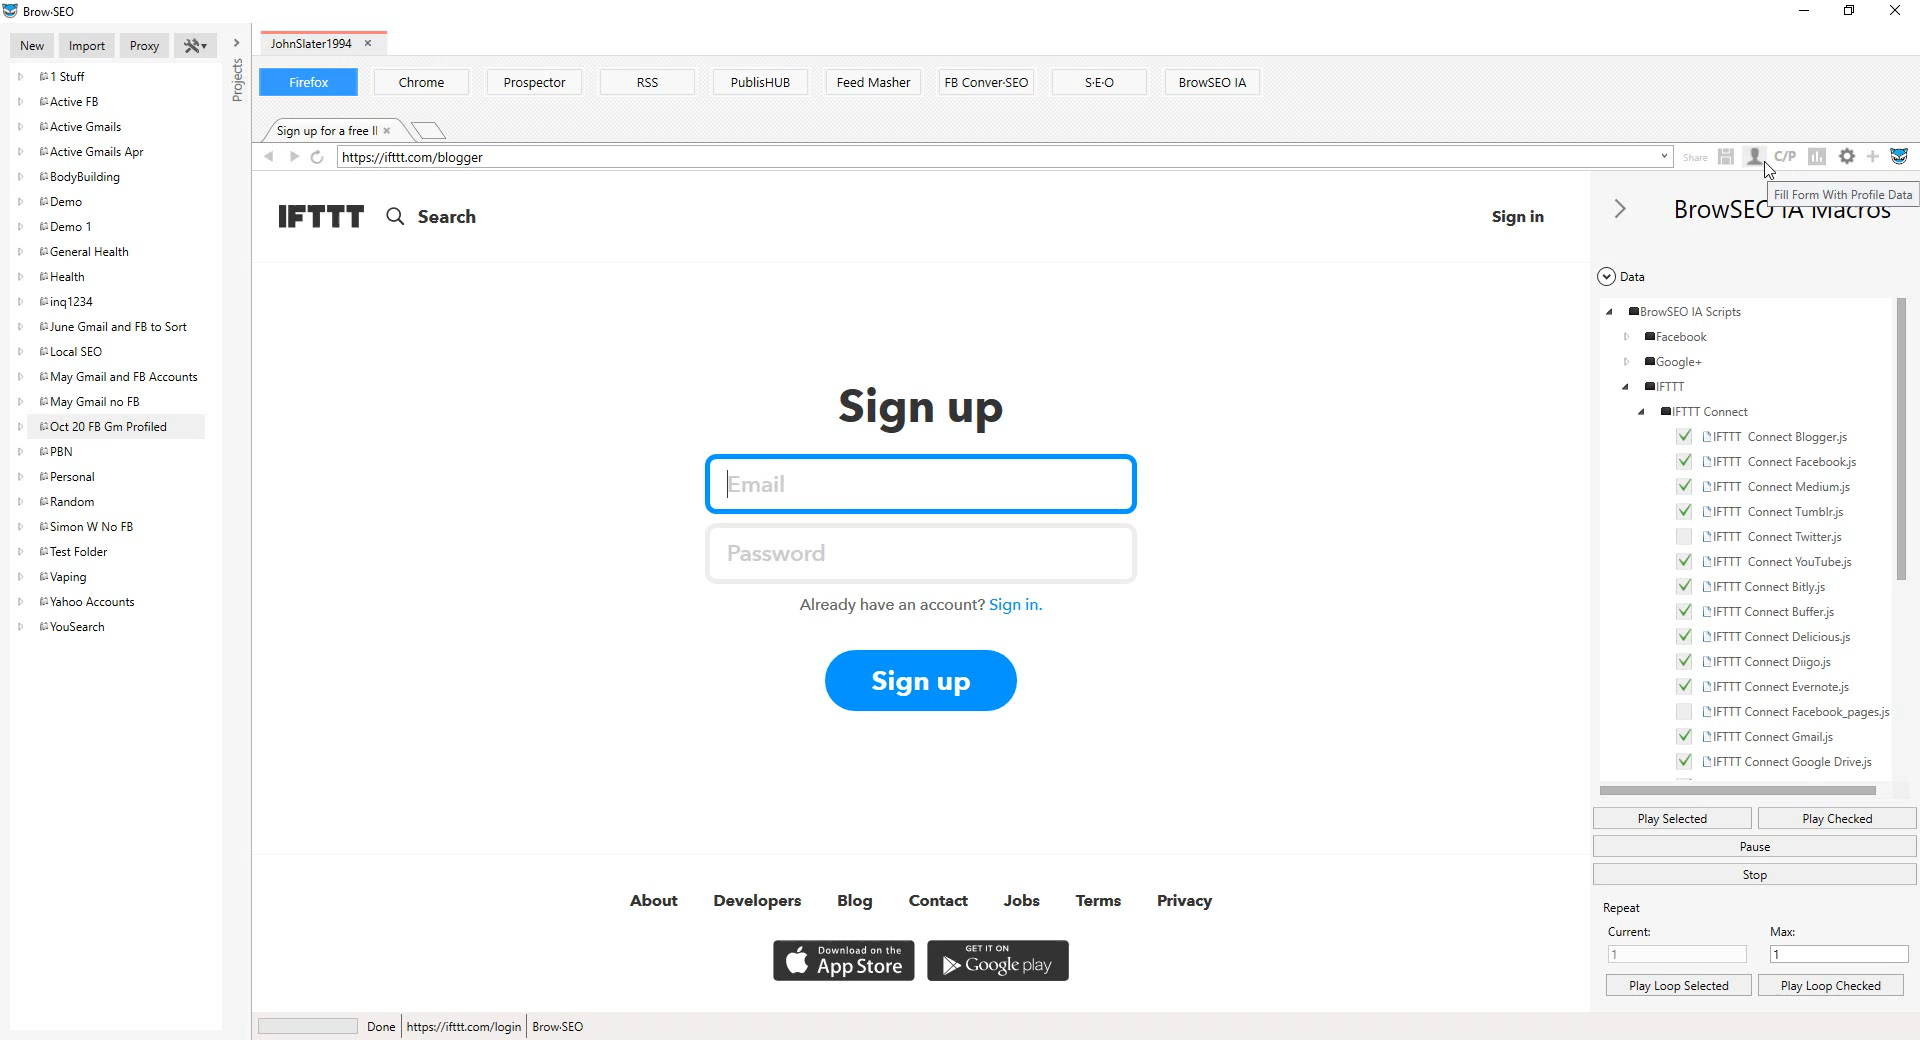 Brow·SEO
New
Import
Proxy
Projects
1 Stuff
Active FB
Active Gmails
Active Gmails Apr
BodyBuilding
Demo
Demo 1
General Health
Health
inq1234
June Gmail and FB to Sort
Local SEO
May Gmail and FB Accounts
May Gmail no FB
Oct 20 FB Gm Profiled
PBN
Personal
Random
Simon W No FB
Test Folder
Vaping
Yahoo Accounts
YouSearch
JohnSlater1994
Firefox
Chrome
Prospector
RSS
PublisHUB
Feed Masher
FB Conver·SEO
S·E·O
BrowSEO IA
Sign up for a free II
https://ifttt.com/blogger
Share
C/P
Fill Form With Profile Data
IFTTT
Search
Sign in
Sign up
Email
Password
Already have an account? Sign in.
Sign up
About
Developers
Blog
Contact
Jobs
Terms
Privacy
Download on the
App Store
GET IT ON
Google play
BrowSEO IA Macros
Data
BrowSEO IA Scripts
Facebook
Google+
IFTTT
IFTTT Connect
IFTTT Connect Blogger.js
IFTTT Connect Facebook.js
IFTTT Connect Medium.js
IFTTT Connect Tumblr.js
IFTTT Connect Twitter.js
IFTTT Connect YouTube.js
IFTTT Connect Bitly.js
IFTTT Connect Buffer.js
IFTTT Connect Delicious.js
IFTTT Connect Diigo.js
IFTTT Connect Evernote.js
IFTTT Connect Facebook_pages.js
IFTTT Connect Gmail.js
IFTTT Connect Google Drive.js
Play Selected
Play Checked
Pause
Stop
Repeat
Current:
Max:
1
1
Play Loop Selected
Play Loop Checked
Done
https://ifttt.com/login
Brow·SEO